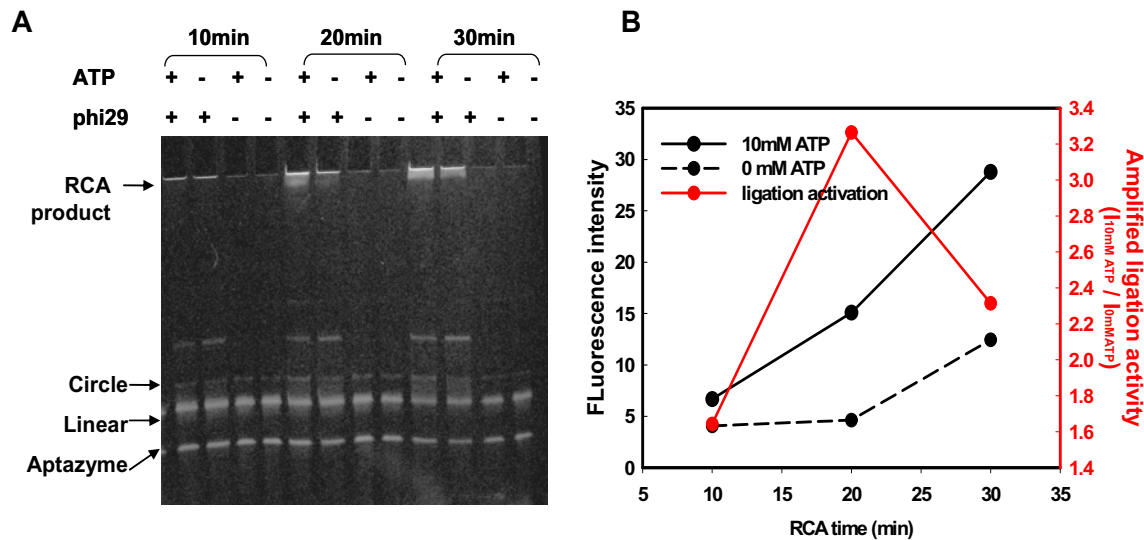 A
10min 20min 30min
ATP + - + - + - + - + - + -
phi29 + + - - + + - - + + - -
RCA
product
Circle
Linear
Aptazyme
B
FLuorescence intensity
35
30
25
20
15
10
5
0
10mM ATP
0 mM ATP
ligation activation
3.4
3.2
3.0
2.8
2.6
2.4
2.2
2.0
1.8
1.6
1.4
Amplified ligation activity
(I10mM ATP / I0mMATP)
5 10 15 20 25 30 35
RCA time (min)